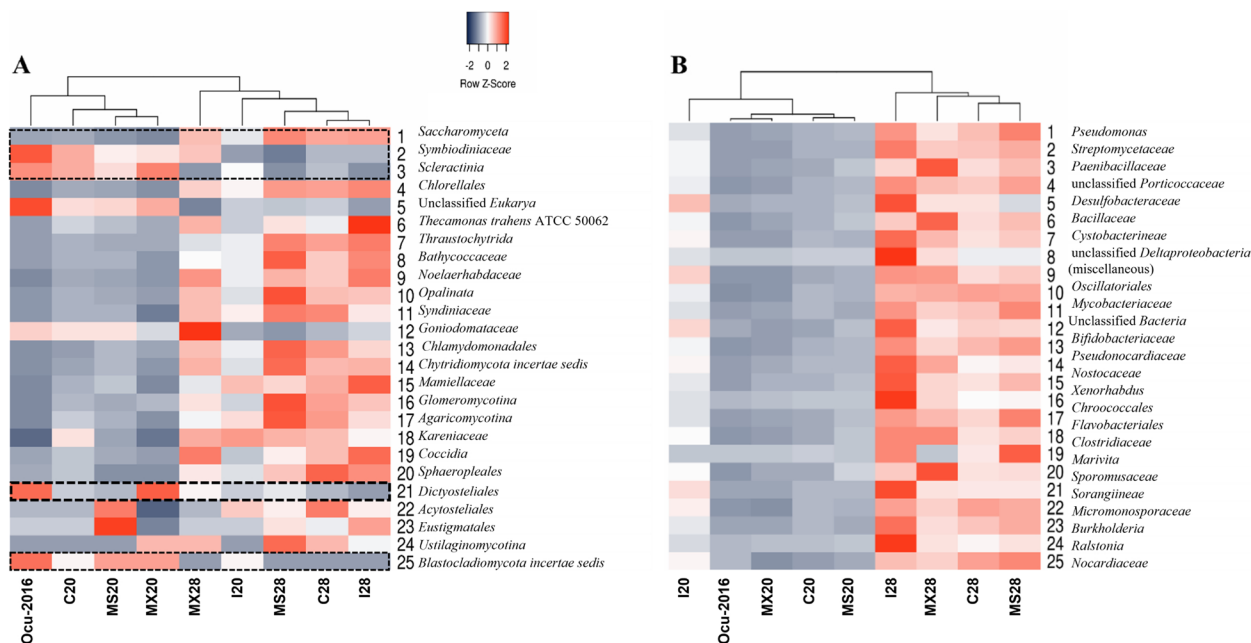 A
-2 0 2
Row Z-Score
B
1 Saccharomyceta
2 Symbiodiniaceae
3 Scleractinia
4 Chlorellales
5 Unclassified Eukarya
6 Thecamonas trahens ATCC 50062
7 Thraustochytrida
8 Bathycoccaceae
9 Noelaerhabdaceae
10 Opalinata
11 Syndiniaceae
12 Goniodomataceae
13 Chlamydomonadales
14 Chytridiomycota incertae sedis
15 Mamiellaceae
16 Glomeromycotina
17 Agaricomycotina
18 Kareniaceae
19 Coccidia
20 Sphaeropleales
21 Dictyosteliales
22 Acytosteliales
23 Eustigmatales
24 Ustilaginomycotina
25 Blastocladiomycota incertae sedis
Ocu-2016 C20 MS20 MX20 MX28 I20 MS28 C28 I28
1 Pseudomonas
2 Streptomycetaceae
3 Paenibacillaceae
4 unclassified Porticoccaceae
5 Desulfobacteraceae
6 Bacillaceae
7 Cystobacterineae
8 unclassified Deltaproteobacteria
9 (miscellaneous)
10 Oscillatoriales
11 Mycobacteriaceae
12 Unclassified Bacteria
13 Bifidobacteriaceae
14 Pseudonocardiaceae
15 Nostocaceae
16 Xenorhabdus
Chroococcales
17 Flavobacteriales
18 Clostridiaceae
19 Marivita
20 Sporomusaceae
21 Sorangiineae
22 Micromonosporaceae
23 Burkholderia
24 Ralstonia
25 Nocardiaceae
I20 Ocu-2016 MX20 C20 MS20 I28 MX28 C28 MS28